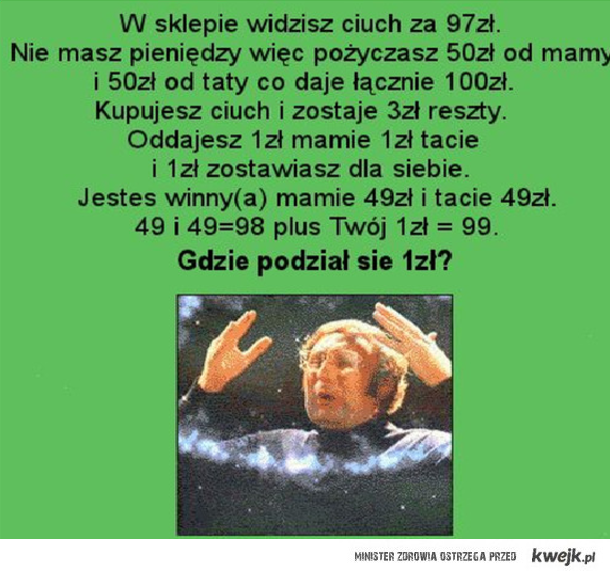 W sklepie widzisz ciuch za 97zł.
Nie masz pieniędzy więc pożyczasz 50zł od mamy
i 50zł od taty co daje łącznie 100zł.
Kupujesz ciuch i zostaje 3zł reszty.
Oddajesz 1zł mamie 1zł tacie
i 1zł zostawiasz dla siebie.
Jestes winny(a) mamie 49zł i tacie 49zł.
49 i 49=98 plus Twój 1zł = 99.
Gdzie podział sie 1zł?
MINISTER ZDROWIA OSTRZEGA PRZED kwejk.pl